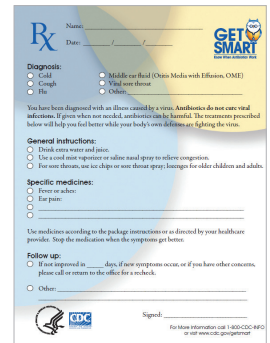 Rx
Name:
Date: / /
GET
SMART
Know When Antibiotics Work
Diagnosis:
Cold
Middle ear fluid (Otitis Media with Effusion, OME)
Cough
Viral sore throat
Flu
Other:
You have been diagnosed with an illness caused by a virus. Antibiotics do not cure viral
infections. If given when not needed, antibiotics can be harmful. The treatments prescribed
below will help you feel better while your body's own defenses are fighting the virus.
General instructions:
Drink extra water and juice.
Use a cool mist vaporizer or saline nasal spray to relieve congestion.
For sore throats, use ice chips or sore throat spray; lozenges for older children and adults.
Specific medicines:
Fever or aches:
Ear pain:
Use medicines according to the package instructions or as directed by your healthcare
provider. Stop the medication when the symptoms get better.
Follow up:
If not improved in _____ days, if new symptoms occur, or if you have other concerns,
please call or return to the office for a recheck.
Other:
CDC
Signed:
For More Information call 1-800-CDC-INFO
or visit www.cdc.gov/getsmart